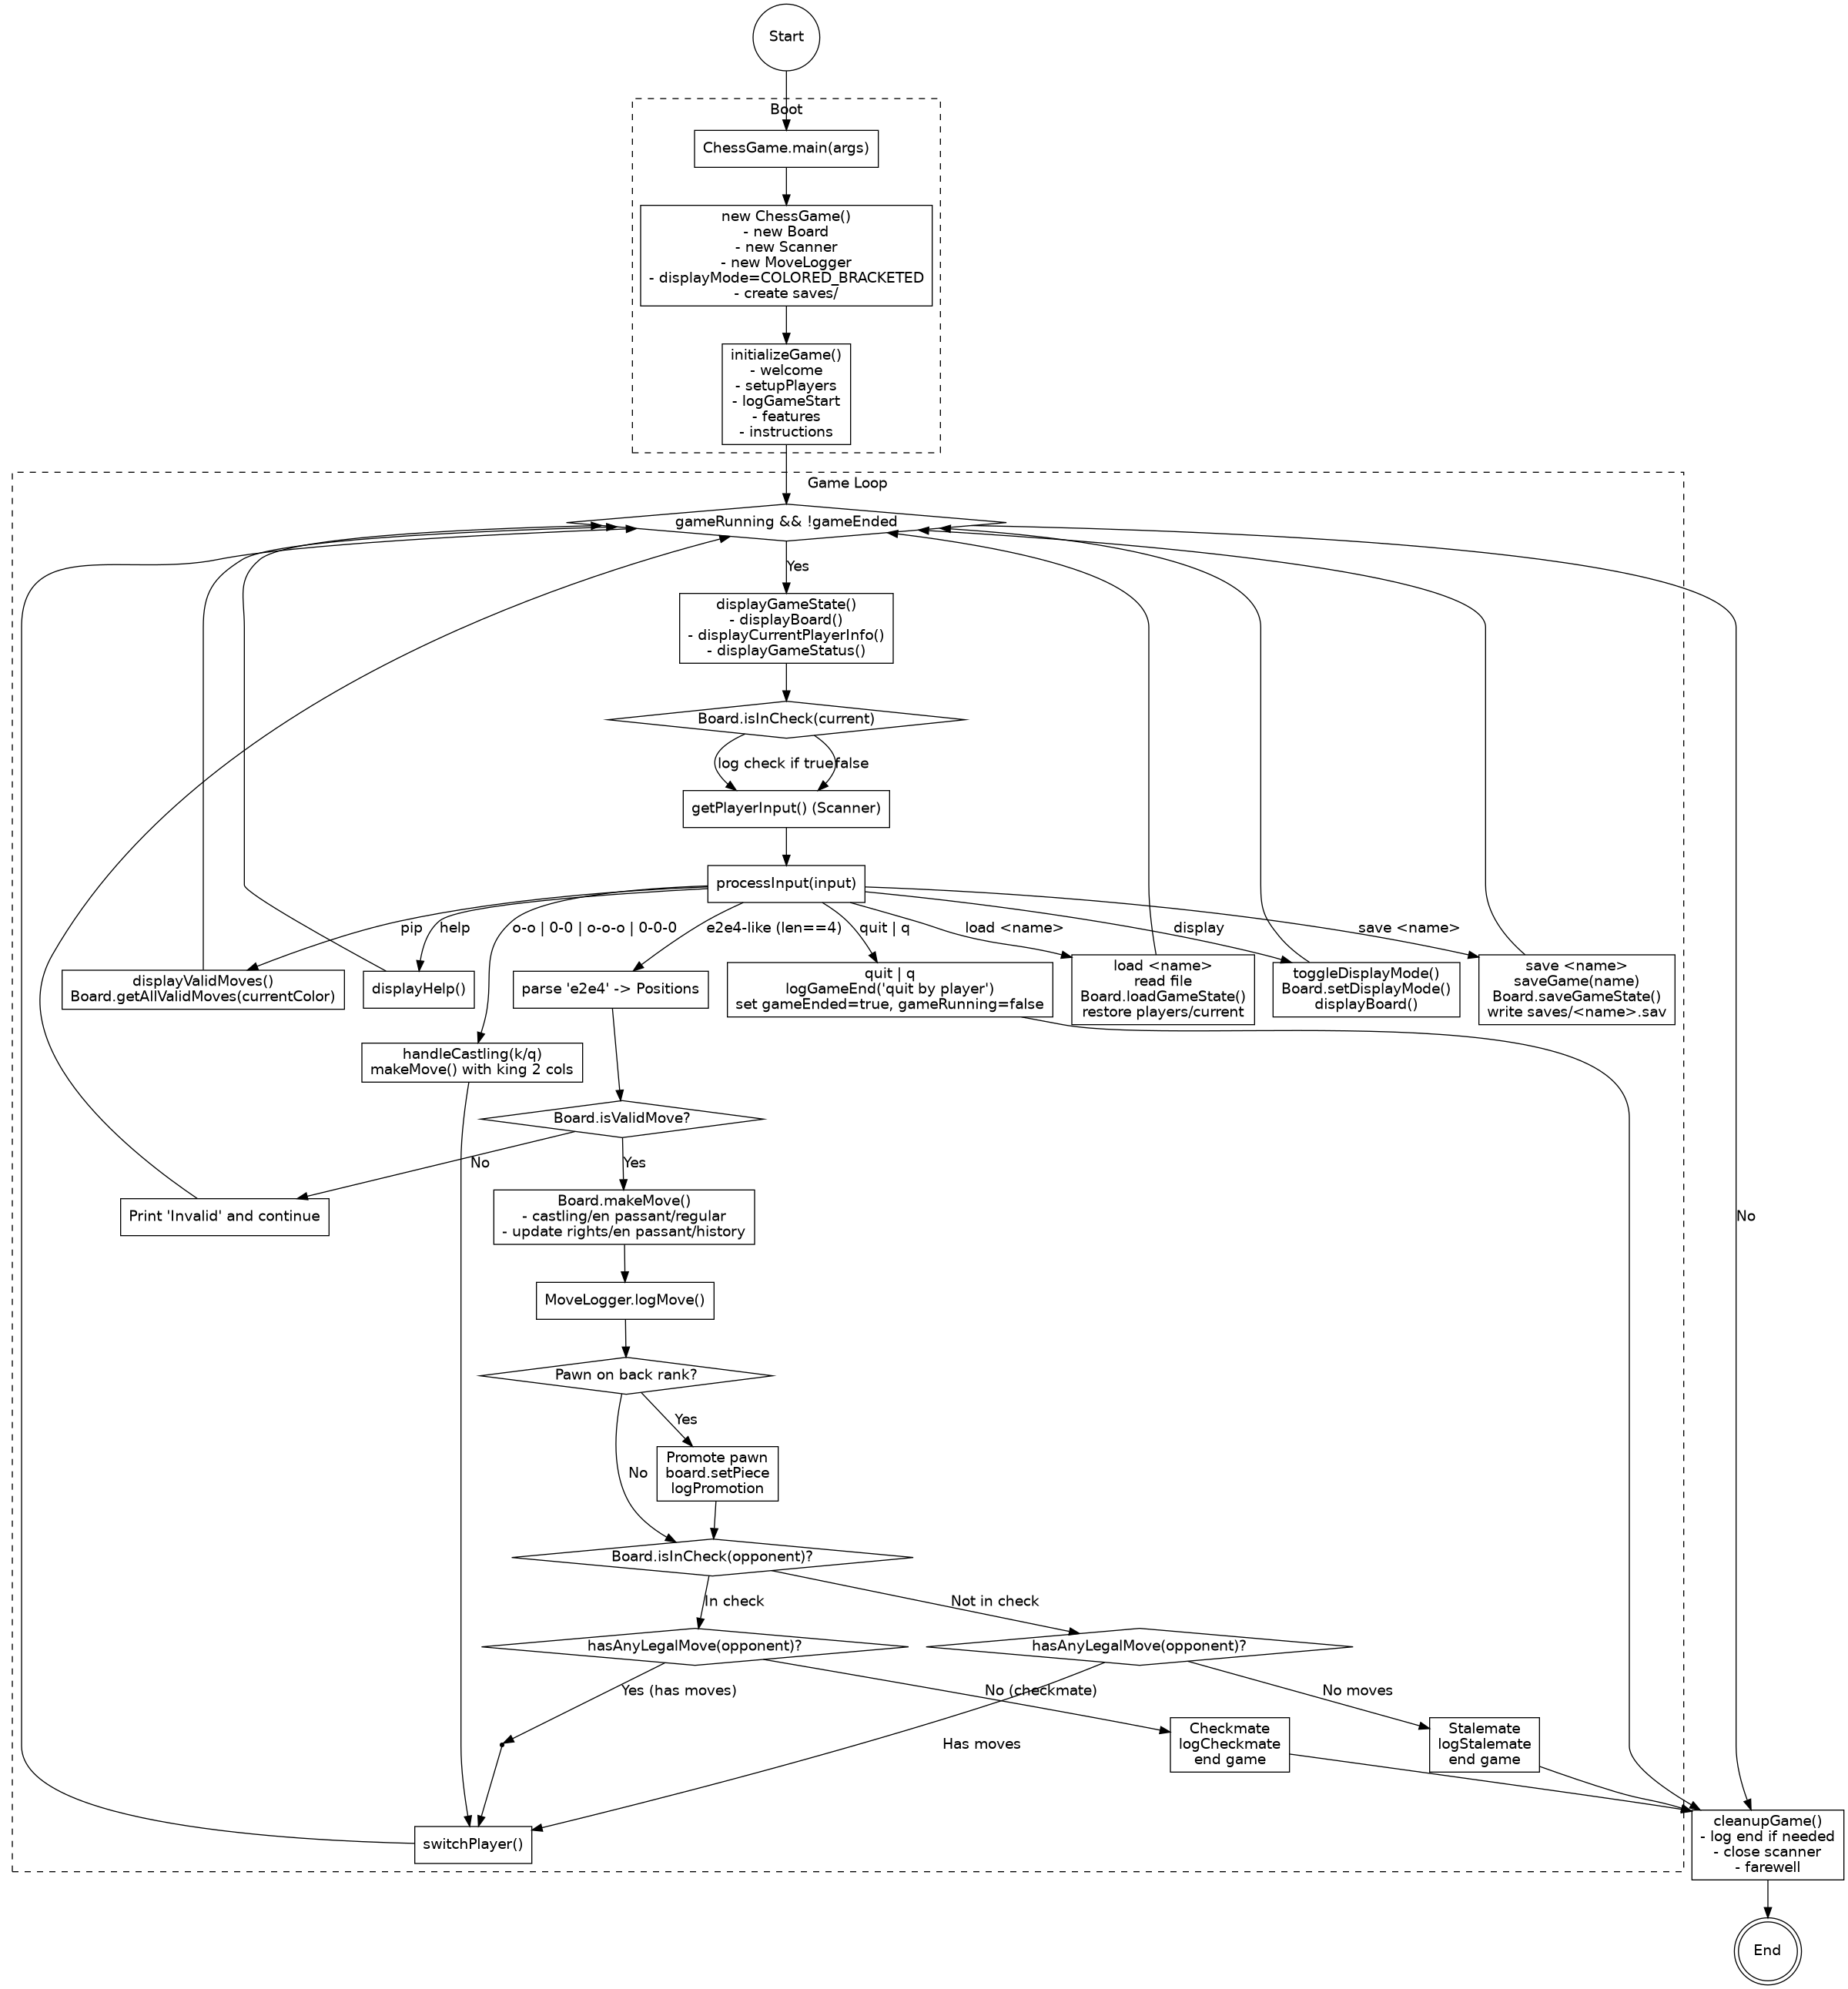 Start
Boot
ChessGame.main(args)
new ChessGame()
- new Board
- new Scanner
- new MoveLogger
- displayMode=COLORED_BRACKETED
- create saves/
initializeGame()
- welcome
- setupPlayers
- logGameStart
- features
- instructions
Game Loop
gameRunning && !gameEnded
Yes
displayGameState()
- displayBoard()
- displayCurrentPlayerInfo()
- displayGameStatus()
Board.isInCheck(current)
log check if true
false
getPlayerInput() (Scanner)
processInput(input)
pip
help
o-o | 0-0 | o-o-o | 0-0-0
e2e4-like (len==4)
quit | q
load <name>
display
save <name>
displayValidMoves()
Board.getAllValidMoves(currentColor)
displayHelp()
parse 'e2e4' -> Positions
quit | q
logGameEnd('quit by player')
set gameEnded=true, gameRunning=false
load <name>
read file
Board.loadGameState()
restore players/current
toggleDisplayMode()
Board.setDisplayMode()
displayBoard()
save <name>
saveGame(name)
Board.saveGameState()
write saves/<name>.sav
handleCastling(k/q)
makeMove() with king 2 cols
Board.isValidMove?
No
Yes
No
Print 'Invalid' and continue
Board.makeMove()
- castling/en passant/regular
- update rights/en passant/history
MoveLogger.logMove()
Pawn on back rank?
Yes
No
Promote pawn
board.setPiece
logPromotion
Board.isInCheck(opponent)?
In check
Not in check
hasAnyLegalMove(opponent)?
hasAnyLegalMove(opponent)?
Yes (has moves)
No (checkmate)
No moves
Has moves
Checkmate
logCheckmate
end game
Stalemate
logStalemate
end game
switchPlayer()
cleanupGame()
- log end if needed
- close scanner
- farewell
End